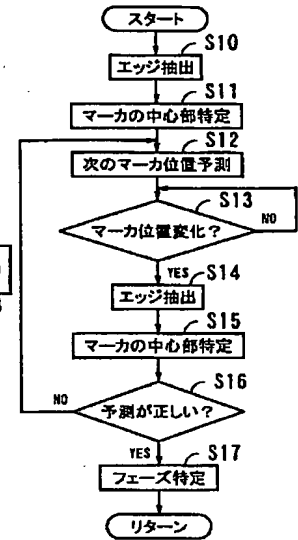 スタート
S10
エッジ抽出
S11
マーカの中心部特定
S12
次のマーカ位置予測
S13
マーカ位置変化?
NO
YES
S14
エッジ抽出
S15
マーカの中心部特定
S16
予測が正しい?
NO
YES
S17
フェーズ特定
リターン